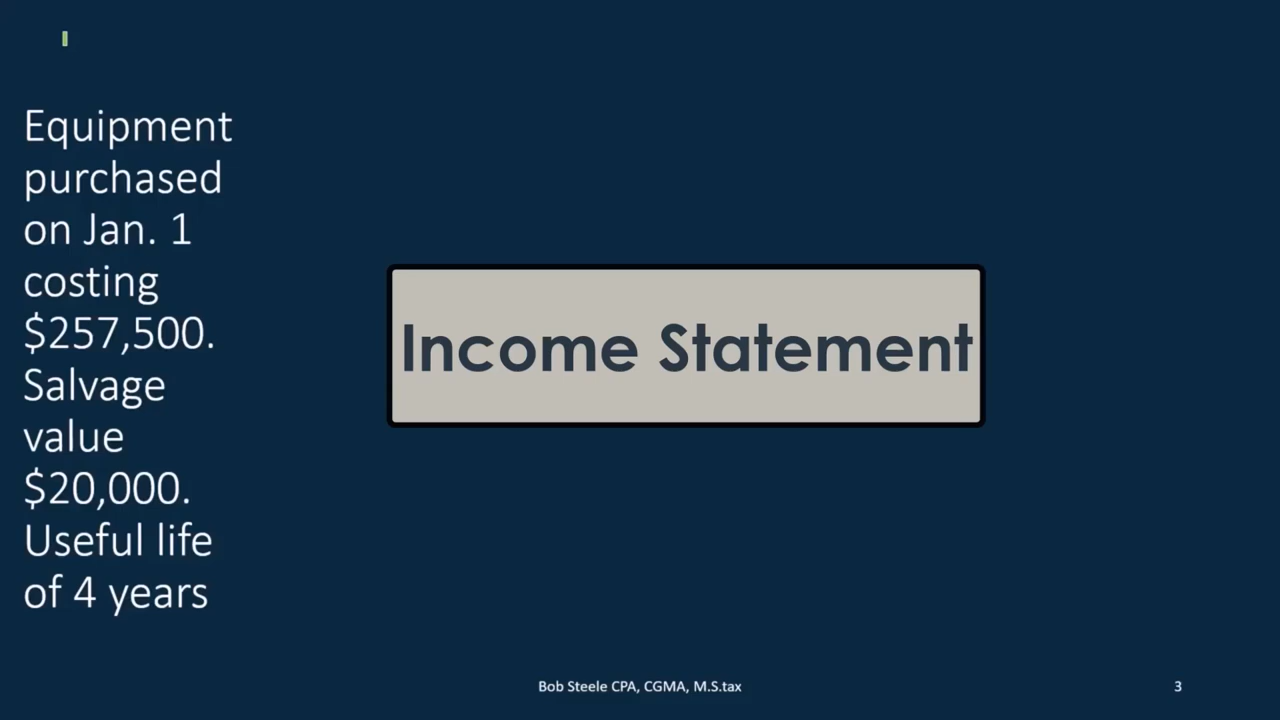 Equipment
purchased
on Jan. 1
costing
$257,500.
Salvage
value
$20,000.
Useful life
of 4 years
Income Statement
Bob Steele CPA, CGMA, M.S.tax
3